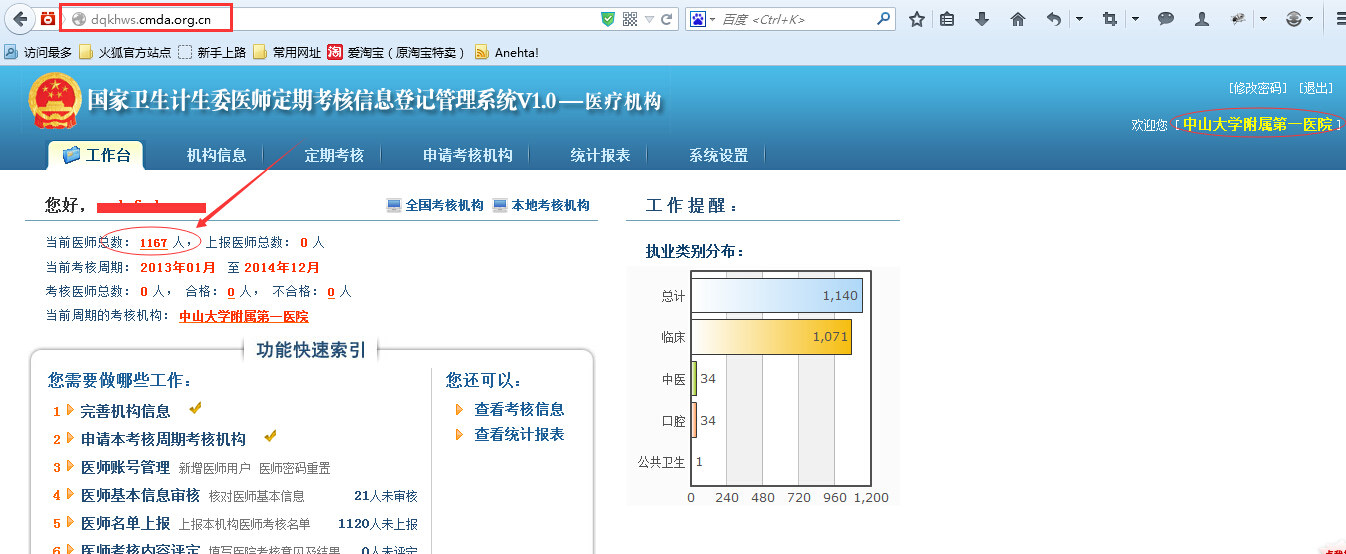 dqkhws.cmda.org.cn
百度 <Ctrl+K>
访问最多 火狐官方站点 新手上路 常用网址 淘 爱淘宝（原淘宝特卖） Anehta!
国家卫生计生委医师定期考核信息登记管理系统V1.0—医疗机构
[修改密码] [退出]
欢迎您 [ 中山大学附属第一医院 ]
工作台 机构信息 定期考核 申请考核机构 统计报表 系统设置
您好，
全国考核机构 本地考核机构
当前医师总数： 1167 人， 上报医师总数： 0 人
当前考核周期： 2013年01月 至 2014年12月
考核医师总数： 0 人， 合格： 0 人， 不合格： 0 人
当前周期的考核机构： 中山大学附属第一医院
功能快速索引
您需要做哪些工作：
1 完善机构信息
2 申请本考核周期考核机构
3 医师账号管理 新增医师用户 医师密码重置
4 医师基本信息审核 核对医师基本信息 21人未审核
5 医师名单上报 上报本机构医师考核名单 1120人未上报
6 医师考核内容评定 填写医院考核意见及结果 0人未评定
您还可以：
查看考核信息
查看统计报表
工作提醒：
执业类别分布：
总计 1,140
临床 1,071
中医 34
口腔 34
公共卫生 1
0 240 480 720 960 1,200